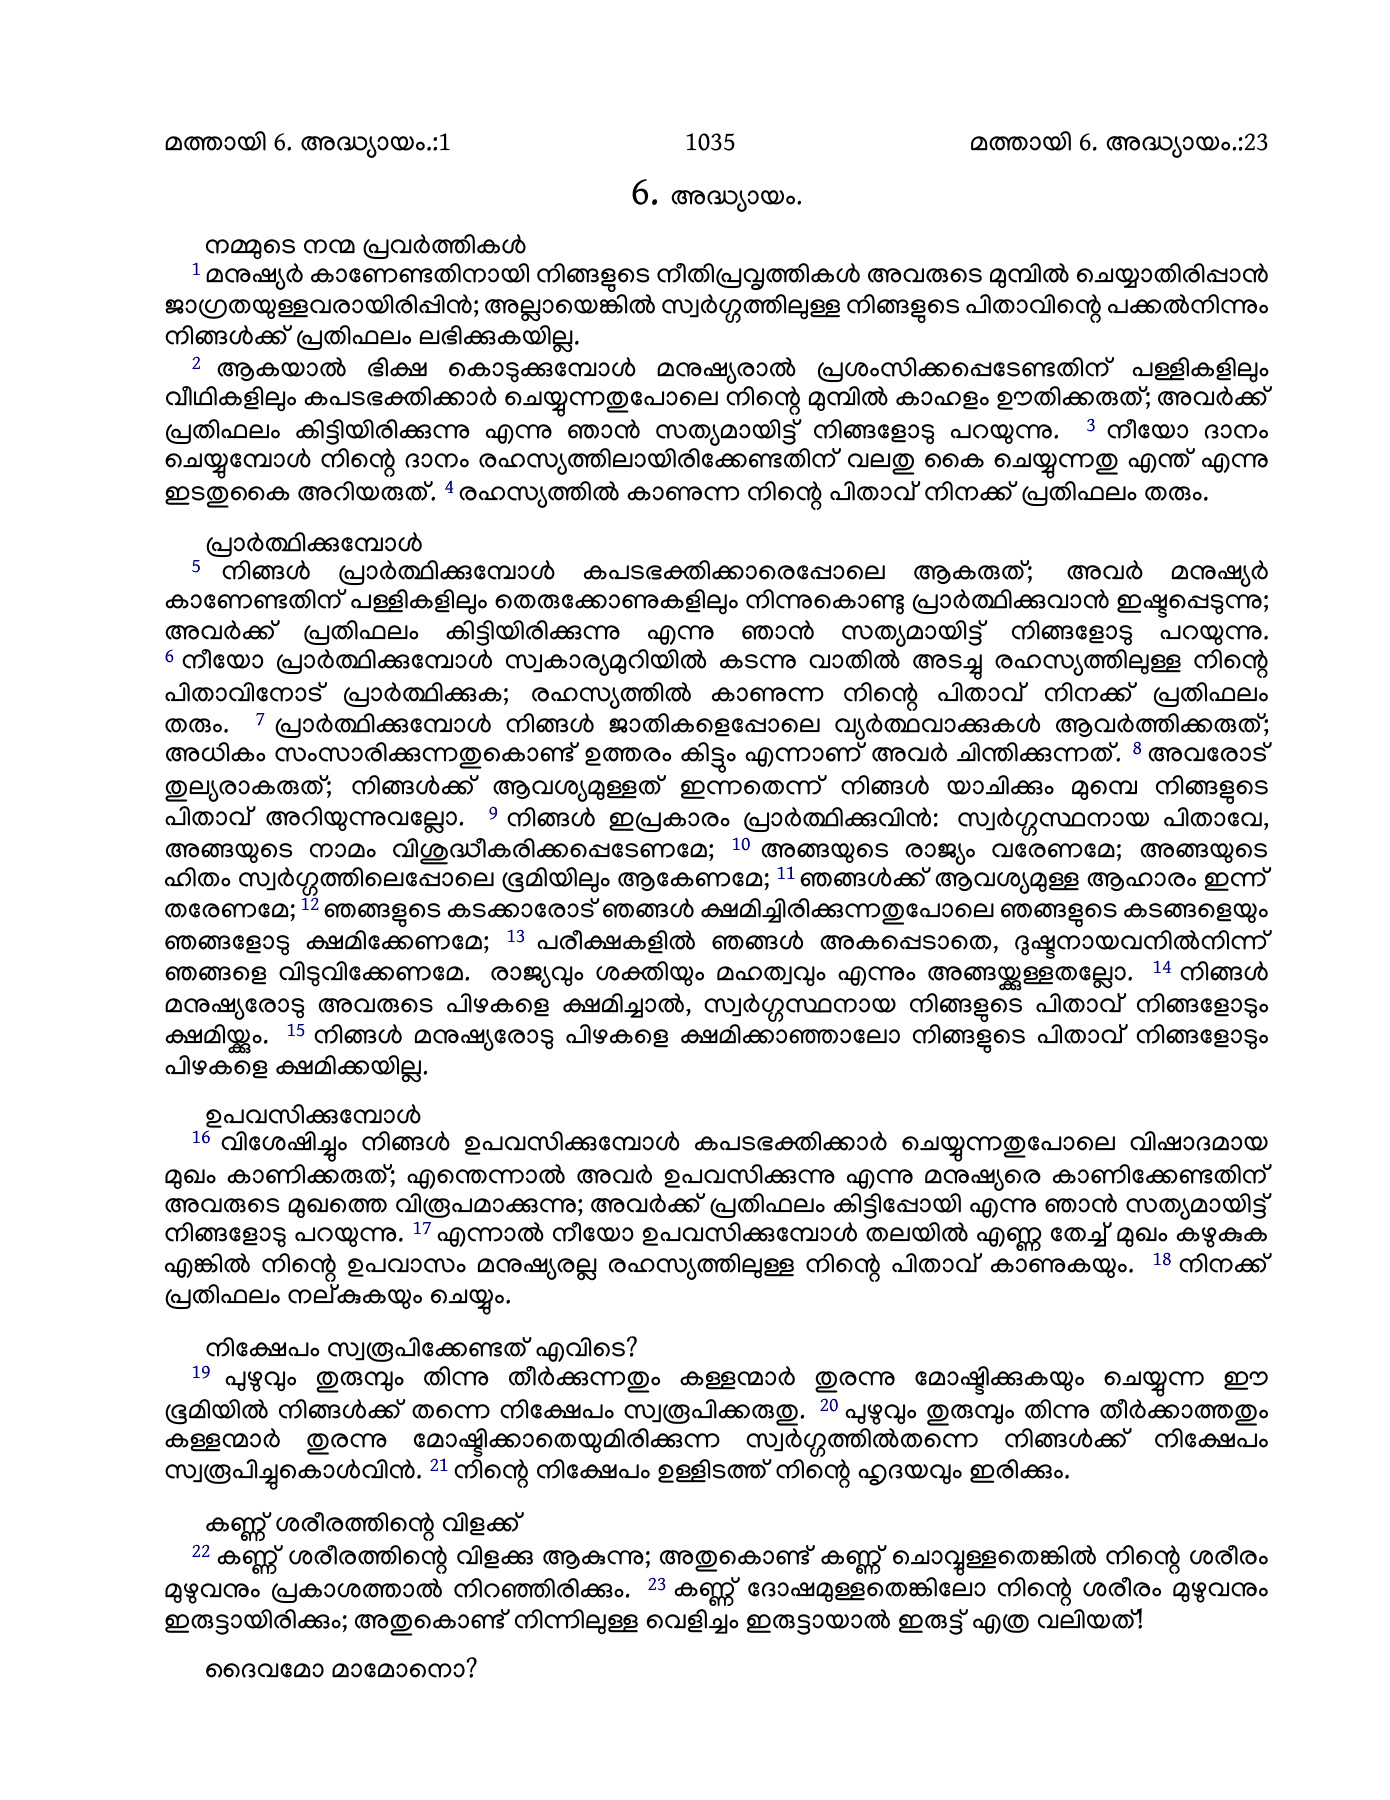 മത്തായി 6. അദ്ധ്യായം.:1 1035 മത്തായി 6. അദ്ധ്യായം.:23
6. അദ്ധ്യായം.
നമ്മുടെ നന്മ പ്രവർത്തികൾ
1 മനുഷ്യർ കാണേണ്ടതിനായി നിങ്ങളുടെ നീതിപ്രവൃത്തികൾ അവരുടെ മുമ്പിൽ ചെയ്യാതിരിപ്പാൻ
ജാഗ്രതയുള്ളവരായിരിപ്പിൻ; അല്ലായെങ്കിൽ സ്വർഗ്ഗത്തിലുള്ള നിങ്ങളുടെ പിതാവിന്റെ പക്കൽനിന്നും
നിങ്ങൾക്ക് പ്രതിഫലം ലഭിക്കുകയില്ല.
2 ആകയാൽ ഭിക്ഷ കൊടുക്കുമ്പോൾ മനുഷ്യരാൽ പ്രശംസിക്കപ്പെടേണ്ടതിന് പള്ളികളിലും
വീഥികളിലും കപടഭക്തിക്കാർ ചെയ്യുന്നതുപോലെ നിന്റെ മുമ്പിൽ കാഹളം ഊതിക്കരുത്; അവർക്ക്
പ്രതിഫലം കിട്ടിയിരിക്കുന്നു എന്നു ഞാൻ സത്യമായിട്ട് നിങ്ങളോടു പറയുന്നു. 3 നീയോ ദാനം
ചെയ്യുമ്പോൾ നിന്റെ ദാനം രഹസ്യത്തിലായിരിക്കേണ്ടതിന് വലതു കൈ ചെയ്യുന്നതു എന്ത് എന്നു
ഇടതുകൈ അറിയരുത്. 4 രഹസ്യത്തിൽ കാണുന്ന നിന്റെ പിതാവ് നിനക്ക് പ്രതിഫലം തരും.
പ്രാർത്ഥിക്കുമ്പോൾ
5 നിങ്ങൾ പ്രാർത്ഥിക്കുമ്പോൾ കപടഭക്തിക്കാരെപ്പോലെ ആകരുത്; അവർ മനുഷ്യർ
കാണേണ്ടതിന് പള്ളികളിലും തെരുക്കോണുകളിലും നിന്നുകൊണ്ടു പ്രാർത്ഥിക്കുവാൻ ഇഷ്ടപ്പെടുന്നു;
അവർക്ക് പ്രതിഫലം കിട്ടിയിരിക്കുന്നു എന്നു ഞാൻ സത്യമായിട്ട് നിങ്ങളോടു പറയുന്നു.
6 നീയോ പ്രാർത്ഥിക്കുമ്പോൾ സ്വകാര്യമുറിയിൽ കടന്നു വാതിൽ അടച്ചു രഹസ്യത്തിലുള്ള നിന്റെ
പിതാവിനോട് പ്രാർത്ഥിക്കുക; രഹസ്യത്തിൽ കാണുന്ന നിന്റെ പിതാവ് നിനക്ക് പ്രതിഫലം
തരും. 7 പ്രാർത്ഥിക്കുമ്പോൾ നിങ്ങൾ ജാതികളെപ്പോലെ വ്യർത്ഥവാക്കുകൾ ആവർത്തിക്കരുത്;
അധികം സംസാരിക്കുന്നതുകൊണ്ട് ഉത്തരം കിട്ടും എന്നാണ് അവർ ചിന്തിക്കുന്നത്. 8 അവരോട്
തുല്യരാകരുത്; നിങ്ങൾക്ക് ആവശ്യമുള്ളത് ഇന്നതെന്ന് നിങ്ങൾ യാചിക്കും മുമ്പെ നിങ്ങളുടെ
പിതാവ് അറിയുന്നുവല്ലോ. 9 നിങ്ങൾ ഇപ്രകാരം പ്രാർത്ഥിക്കുവിൻ: സ്വർഗ്ഗസ്ഥനായ പിതാവേ,
അങ്ങയുടെ നാമം വിശുദ്ധീകരിക്കപ്പെടേണമേ; 10 അങ്ങയുടെ രാജ്യം വരേണമേ; അങ്ങയുടെ
ഹിതം സ്വർഗ്ഗത്തിലെപ്പോലെ ഭൂമിയിലും ആകേണമേ; 11 ഞങ്ങൾക്ക് ആവശ്യമുള്ള ആഹാരം ഇന്ന്
തരേണമേ; 12 ഞങ്ങളുടെ കടക്കാരോട് ഞങ്ങൾ ക്ഷമിച്ചിരിക്കുന്നതുപോലെ ഞങ്ങളുടെ കടങ്ങളെയും
ഞങ്ങളോടു ക്ഷമിക്കേണമേ; 13 പരീക്ഷകളിൽ ഞങ്ങൾ അകപ്പെടാതെ, ദുഷ്ടനായവനിൽനിന്ന്
ഞങ്ങളെ വിടുവിക്കേണമേ. രാജ്യവും ശക്തിയും മഹത്വവും എന്നും അങ്ങയ്ക്കുള്ളതല്ലോ. 14 നിങ്ങൾ
മനുഷ്യരോടു അവരുടെ പിഴകളെ ക്ഷമിച്ചാൽ, സ്വർഗ്ഗസ്ഥനായ നിങ്ങളുടെ പിതാവ് നിങ്ങളോടും
ക്ഷമിയ്ക്കും. 15 നിങ്ങൾ മനുഷ്യരോടു പിഴകളെ ക്ഷമിക്കാഞ്ഞാലോ നിങ്ങളുടെ പിതാവ് നിങ്ങളോടും
പിഴകളെ ക്ഷമിക്കയില്ല.
ഉപവസിക്കുമ്പോൾ
16 വിശേഷിച്ചും നിങ്ങൾ ഉപവസിക്കുമ്പോൾ കപടഭക്തിക്കാർ ചെയ്യുന്നതുപോലെ വിഷാദമായ
മുഖം കാണിക്കരുത്; എന്തെന്നാൽ അവർ ഉപവസിക്കുന്നു എന്നു മനുഷ്യരെ കാണിക്കേണ്ടതിന്
അവരുടെ മുഖത്തെ വിരൂപമാക്കുന്നു; അവർക്ക് പ്രതിഫലം കിട്ടിപ്പോയി എന്നു ഞാൻ സത്യമായിട്ട്
നിങ്ങളോടു പറയുന്നു. 17 എന്നാൽ നീയോ ഉപവസിക്കുമ്പോൾ തലയിൽ എണ്ണ തേച്ച് മുഖം കഴുകുക
എങ്കിൽ നിന്റെ ഉപവാസം മനുഷ്യരല്ല രഹസ്യത്തിലുള്ള നിന്റെ പിതാവ് കാണുകയും. 18 നിനക്ക്
പ്രതിഫലം നല്കുകയും ചെയ്യും.
നിക്ഷേപം സ്വരൂപിക്കേണ്ടത് എവിടെ?
19 പുഴുവും തുരുമ്പും തിന്നു തീർക്കുന്നതും കള്ളന്മാർ തുരന്നു മോഷ്ടിക്കുകയും ചെയ്യുന്ന ഈ
ഭൂമിയിൽ നിങ്ങൾക്ക് തന്നെ നിക്ഷേപം സ്വരൂപിക്കരുതു. 20 പുഴുവും തുരുമ്പും തിന്നു തീർക്കാത്തതും
കള്ളന്മാർ തുരന്നു മോഷ്ടിക്കാതെയുമിരിക്കുന്ന സ്വർഗ്ഗത്തിൽതന്നെ നിങ്ങൾക്ക് നിക്ഷേപം
സ്വരൂപിച്ചുകൊൾവിൻ. 21 നിന്റെ നിക്ഷേപം ഉള്ളിടത്ത് നിന്റെ ഹൃദയവും ഇരിക്കും.
കണ്ണ് ശരീരത്തിന്റെ വിളക്ക്
22 കണ്ണ് ശരീരത്തിന്റെ വിളക്കു ആകുന്നു; അതുകൊണ്ട് കണ്ണ് ചൊവ്വുള്ളതെങ്കിൽ നിന്റെ ശരീരം
മുഴുവനും പ്രകാശത്താൽ നിറഞ്ഞിരിക്കും. 23 കണ്ണ് ദോഷമുള്ളതെങ്കിലോ നിന്റെ ശരീരം മുഴുവനും
ഇരുട്ടായിരിക്കും; അതുകൊണ്ട് നിന്നിലുള്ള വെളിച്ചം ഇരുട്ടായാൽ ഇരുട്ട് എത്ര വലിയത്!
ദൈവമോ മാമോനൊ?